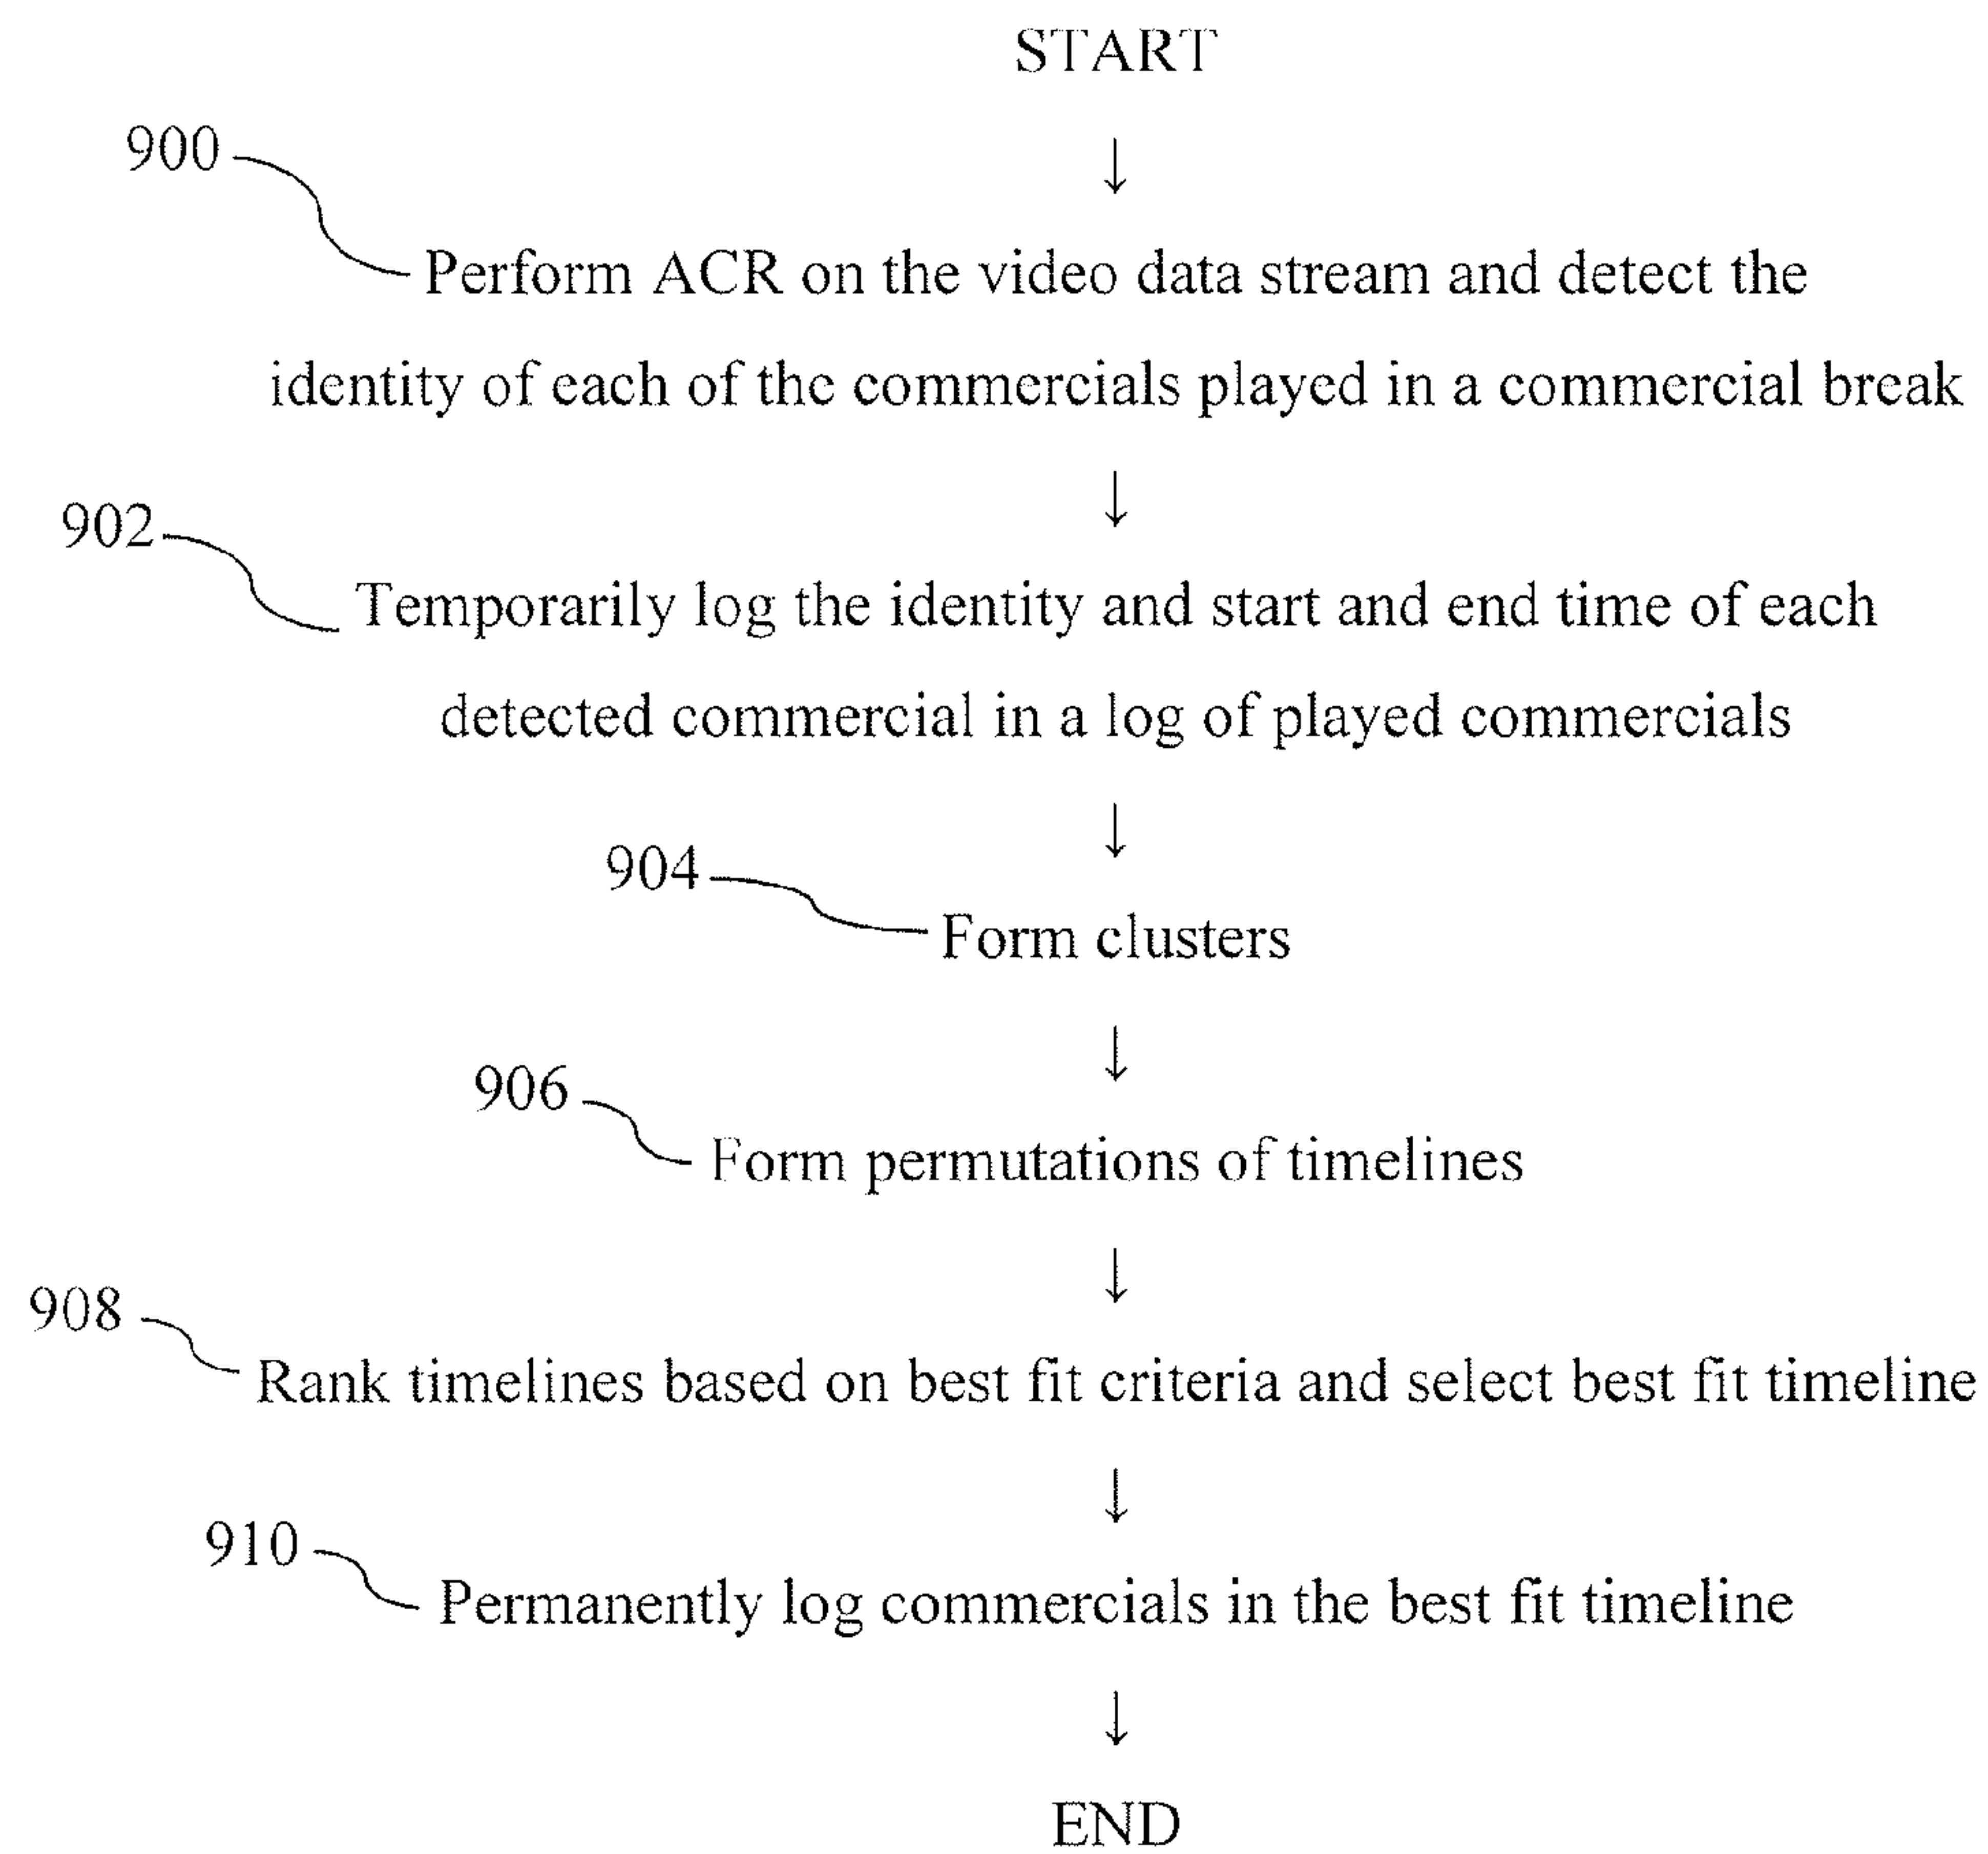 START
↓
900
Perform ACR on the video data stream and detect the
identity of each of the commercials played in a commercial break
↓
902
Temporarily log the identity and start and end time of each
detected commercial in a log of played commercials
↓
904
Form clusters
↓
906
Form permutations of timelines
↓
908
Rank timelines based on best fit criteria and select best fit timeline
↓
910
Permanently log commercials in the best fit timeline
↓
END